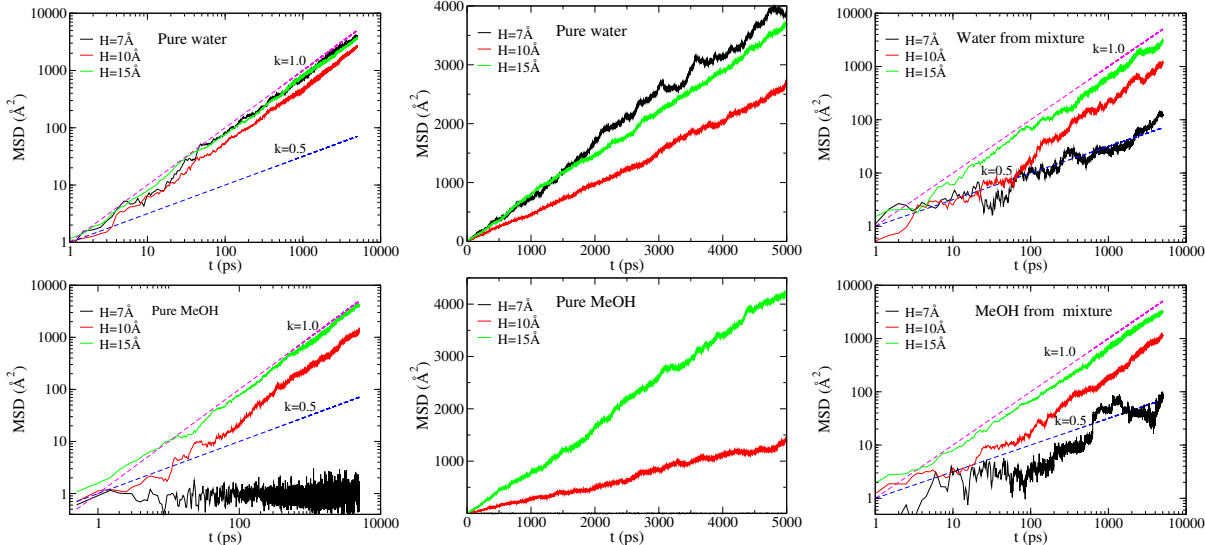 10000
1000
100
10
1
MSD (Å²)
Pure water
H=7Å
H=10Å
H=15Å
k=1.0
k=0.5
1 10 100 1000 10000
t (ps)
4000
3000
2000
1000
0
MSD (Å²)
Pure water
H=7Å
H=10Å
H=15Å
0 1000 2000 3000 4000 5000
t (ps)
10000
1000
100
10
1
MSD (Å²)
H=7Å
H=10Å
H=15Å
Water from mixture
k=1.0
k=0.5
1 10 100 1000 10000
t (ps)
10000
1000
100
10
1
MSD (Å²)
Pure MeOH
H=7Å
H=10Å
H=15Å
k=1.0
k=0.5
1 100 10000
t (ps)
4000
3000
2000
1000
0
MSD (Å²)
H=7Å
H=10Å
H=15Å
Pure MeOH
0 1000 2000 3000 4000 5000
t (ps)
10000
1000
100
10
1
MSD (Å²)
H=7Å
H=10Å
H=15Å
MeOH from mixture
k=1.0
k=0.5
1 10 100 1000 10000
t (ps)